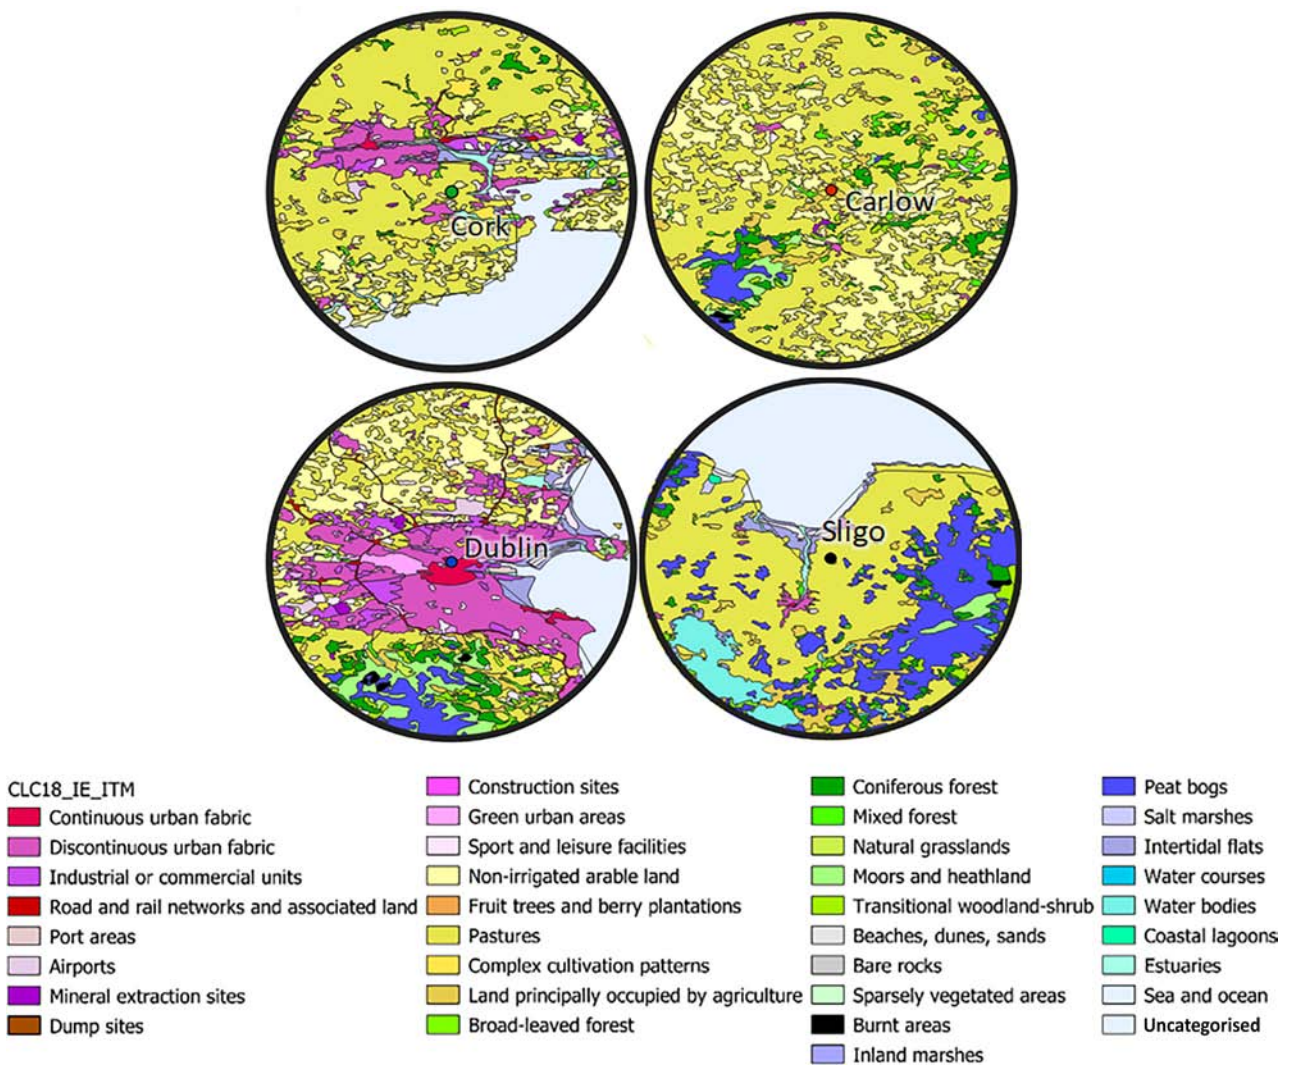 Cork
Carlow
Dublin
Sligo
CLC18_IE_ITM
Continuous urban fabric
Discontinuous urban fabric
Industrial or commercial units
Road and rail networks and associated land
Port areas
Airports
Mineral extraction sites
Dump sites
Construction sites
Green urban areas
Sport and leisure facilities
Non-irrigated arable land
Fruit trees and berry plantations
Pastures
Complex cultivation patterns
Land principally occupied by agriculture
Broad-leaved forest
Coniferous forest
Mixed forest
Natural grasslands
Moors and heathland
Transitional woodland-shrub
Beaches, dunes, sands
Bare rocks
Sparsely vegetated areas
Burnt areas
Inland marshes
Peat bogs
Salt marshes
Intertidal flats
Water courses
Water bodies
Coastal lagoons
Estuaries
Sea and ocean
Uncategorised